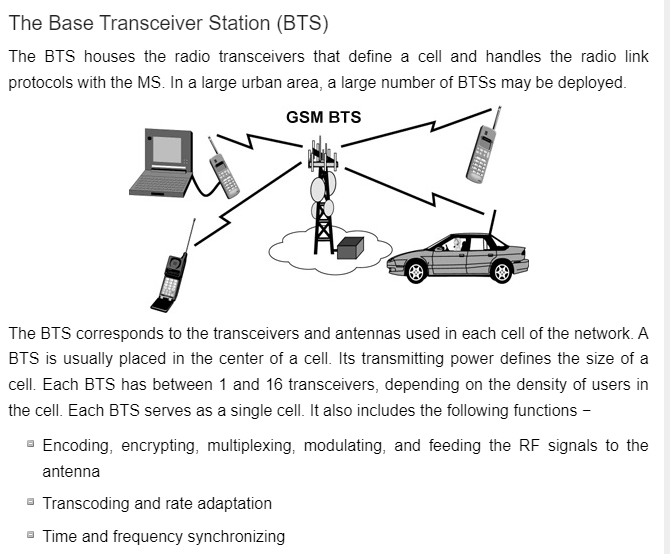 The Base Transceiver Station (BTS)
The BTS houses the radio transceivers that define a cell and handles the radio link
protocols with the MS. In a large urban area, a large number of BTSs may be deployed.
GSM BTS
The BTS corresponds to the transceivers and antennas used in each cell of the network. A
BTS is usually placed in the center of a cell. Its transmitting power defines the size of a
cell. Each BTS has between 1 and 16 transceivers, depending on the density of users in
the cell. Each BTS serves as a single cell. It also includes the following functions −
Encoding, encrypting, multiplexing, modulating, and feeding the RF signals to the
antenna
Transcoding and rate adaptation
Time and frequency synchronizing